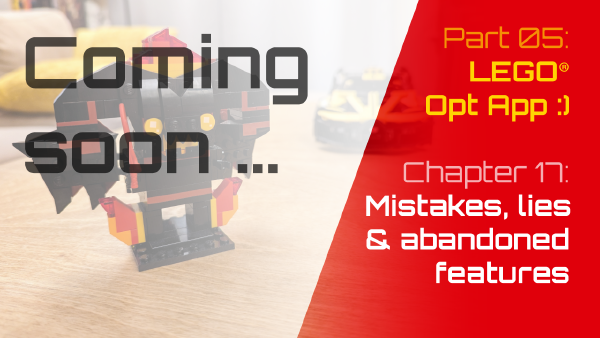 Coming
soon ...
Part 05:
LEGO®
Opt App :)
Chapter 17:
Mistakes, lies
& abandoned
features